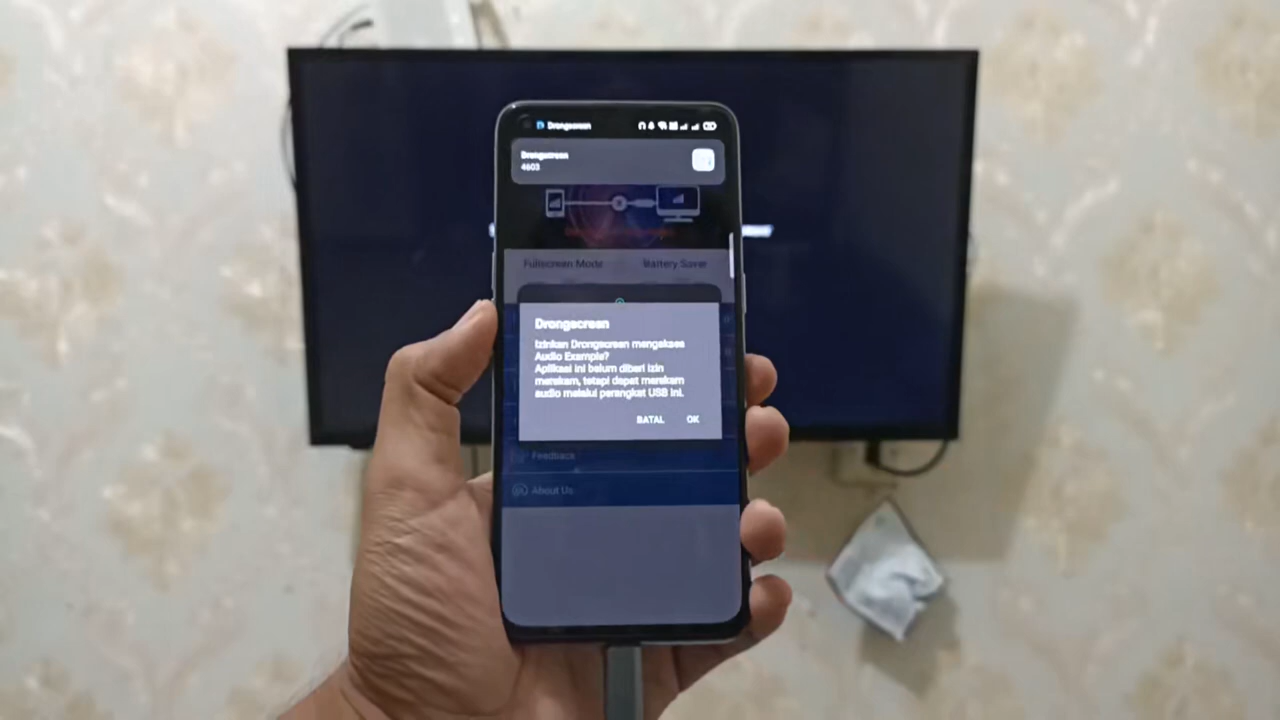 Drongscreen
Drongscreen
4603
Fullscreen Mode Battery Saver
Drongscreen
Izinkan Drongscreen mengakses
Audio Example?
Aplikasi ini belum diberi izin
merekam, tetapi dapat merekam
audio melalui perangkat USB ini.
BATAL OK
Feedback
About Us